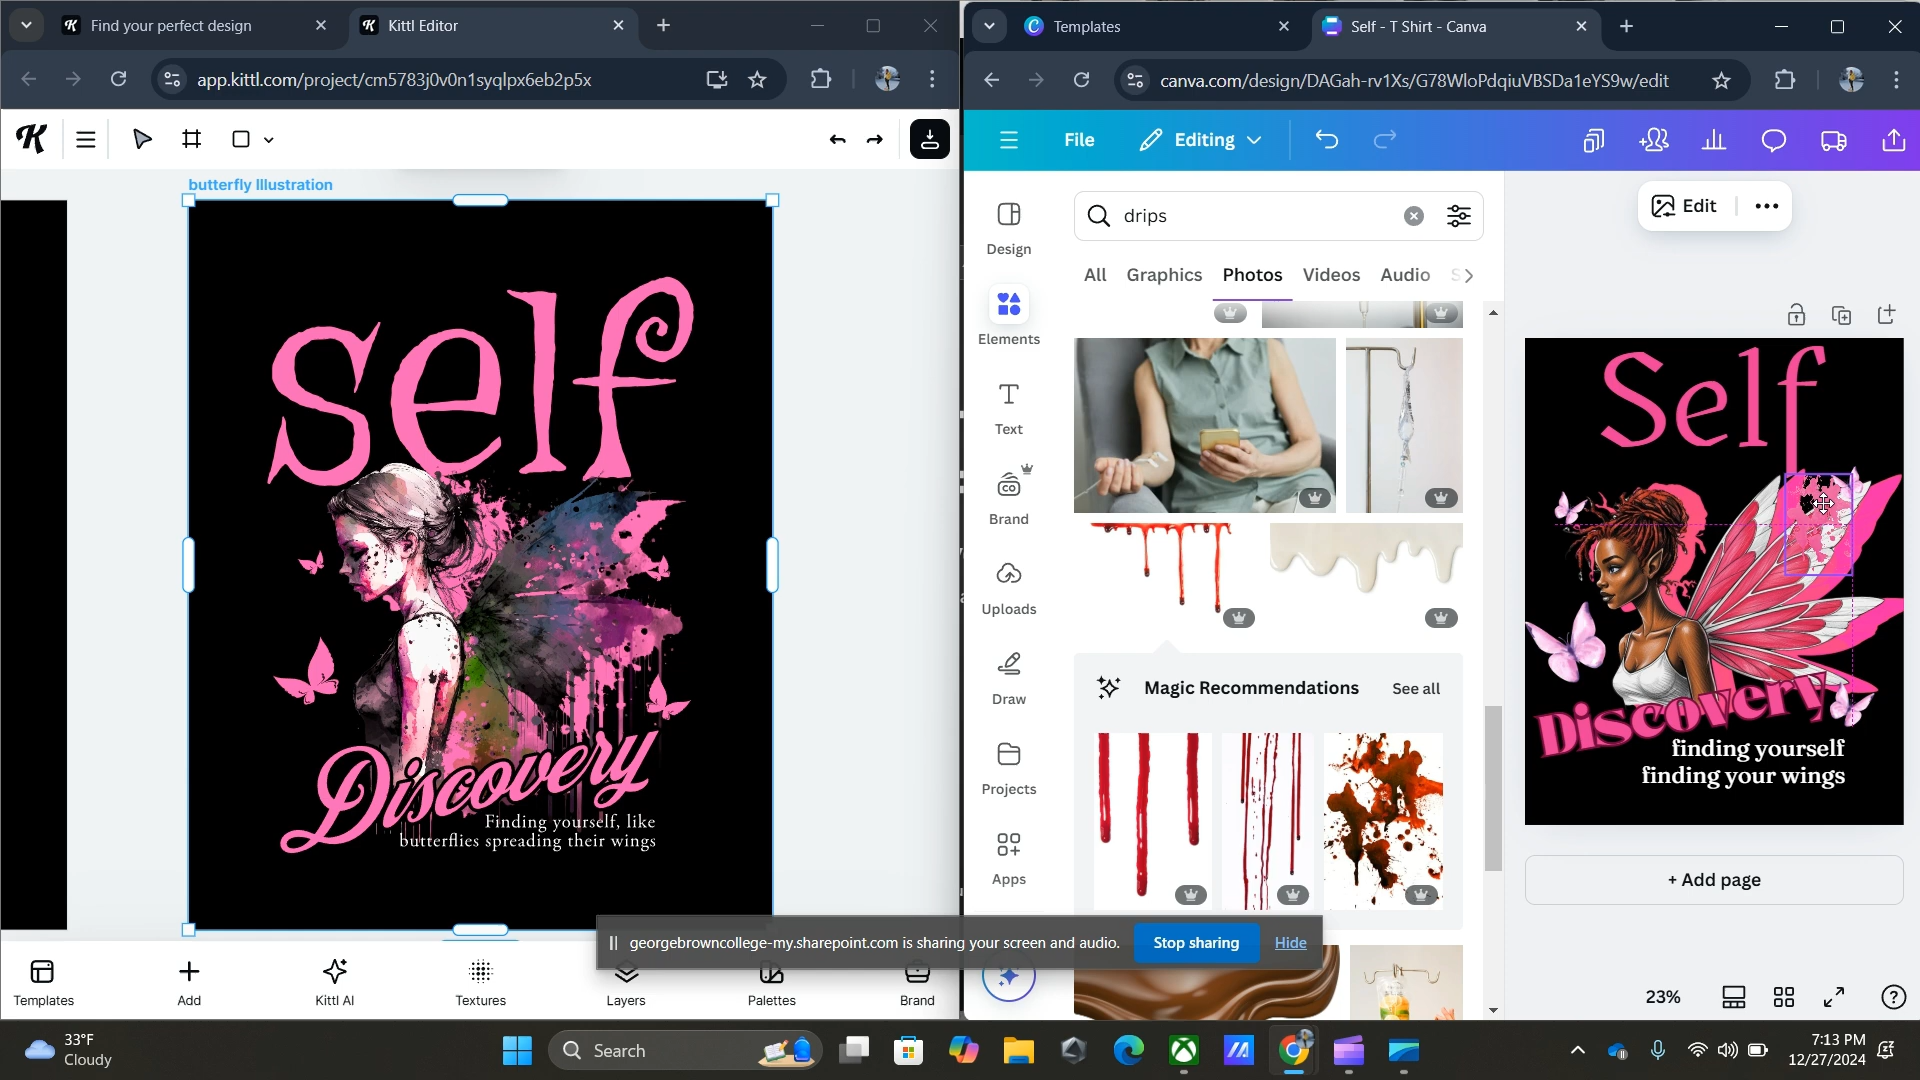 Find your perfect design
Kittl Editor
app.kittl.com/project/cm5783j0v0n1syqlpx6eb2p5x
butterfly Illustration
self
Discovery
Finding yourself, like
butterflies spreading their wings
Templates
Add
Kittl AI
Textures
Layers
Palettes
Brand
Templates
Self - T Shirt - Canva
canva.com/design/DAGah-rv1Xs/G78WloPdqiuVBSDa1eYS9w/edit
File
Editing
Design
Elements
Text
Brand
Uploads
Draw
Projects
Apps
drips
All
Graphics
Photos
Videos
Audio
Magic Recommendations
See all
Edit
Self
Discovery
finding yourself
finding your wings
+ Add page
23%
georgebrowncollege-my.sharepoint.com is sharing your screen and audio.
Stop sharing
Hide
33°F
Cloudy
Search
7:13 PM
12/27/2024